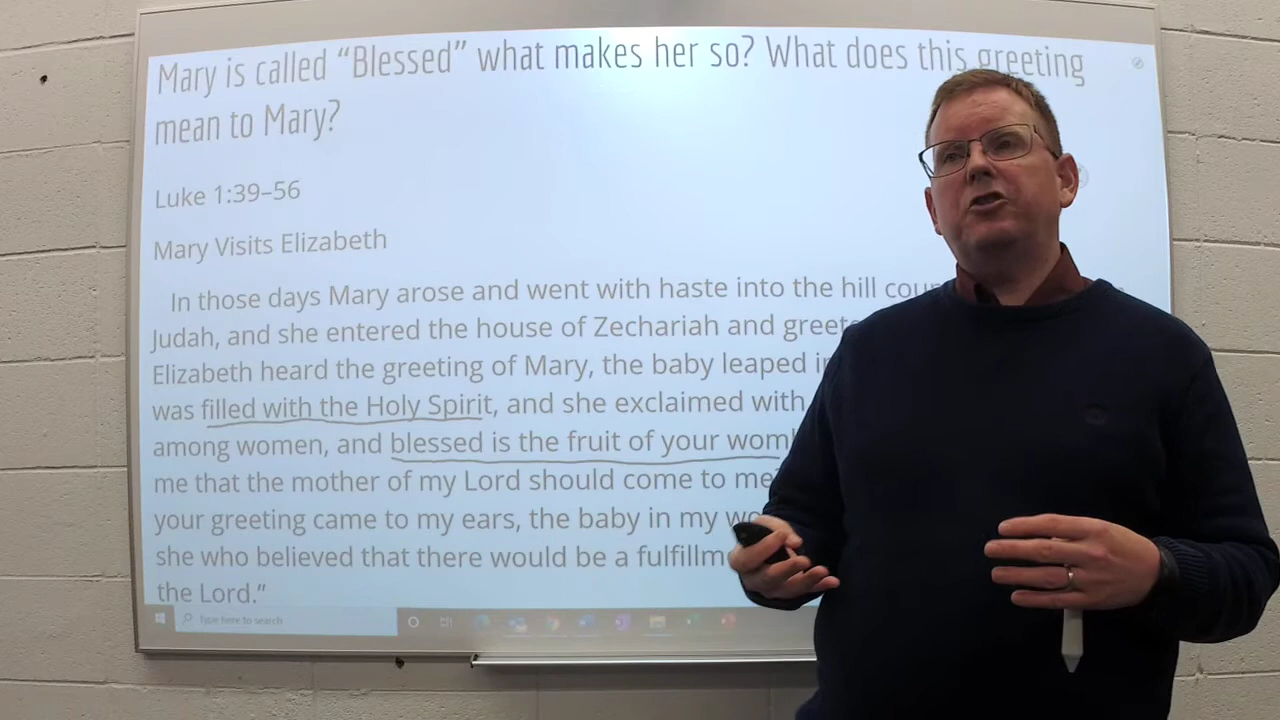 Mary is called “Blessed” what makes her so? What does this greeting
mean to Mary?
Luke 1:39–56
Mary Visits Elizabeth
In those days Mary arose and went with haste into the hill
Judah, and she entered the house of Zechariah and
Elizabeth heard the greeting of Mary, the baby leaped
was filled with the Holy Spirit, and she exclaimed with
among women, and blessed is the fruit of your
me that the mother of my Lord should come to me
your greeting came to my ears, the baby in my
she who believed that there would be a
the Lord.”
Type here to search